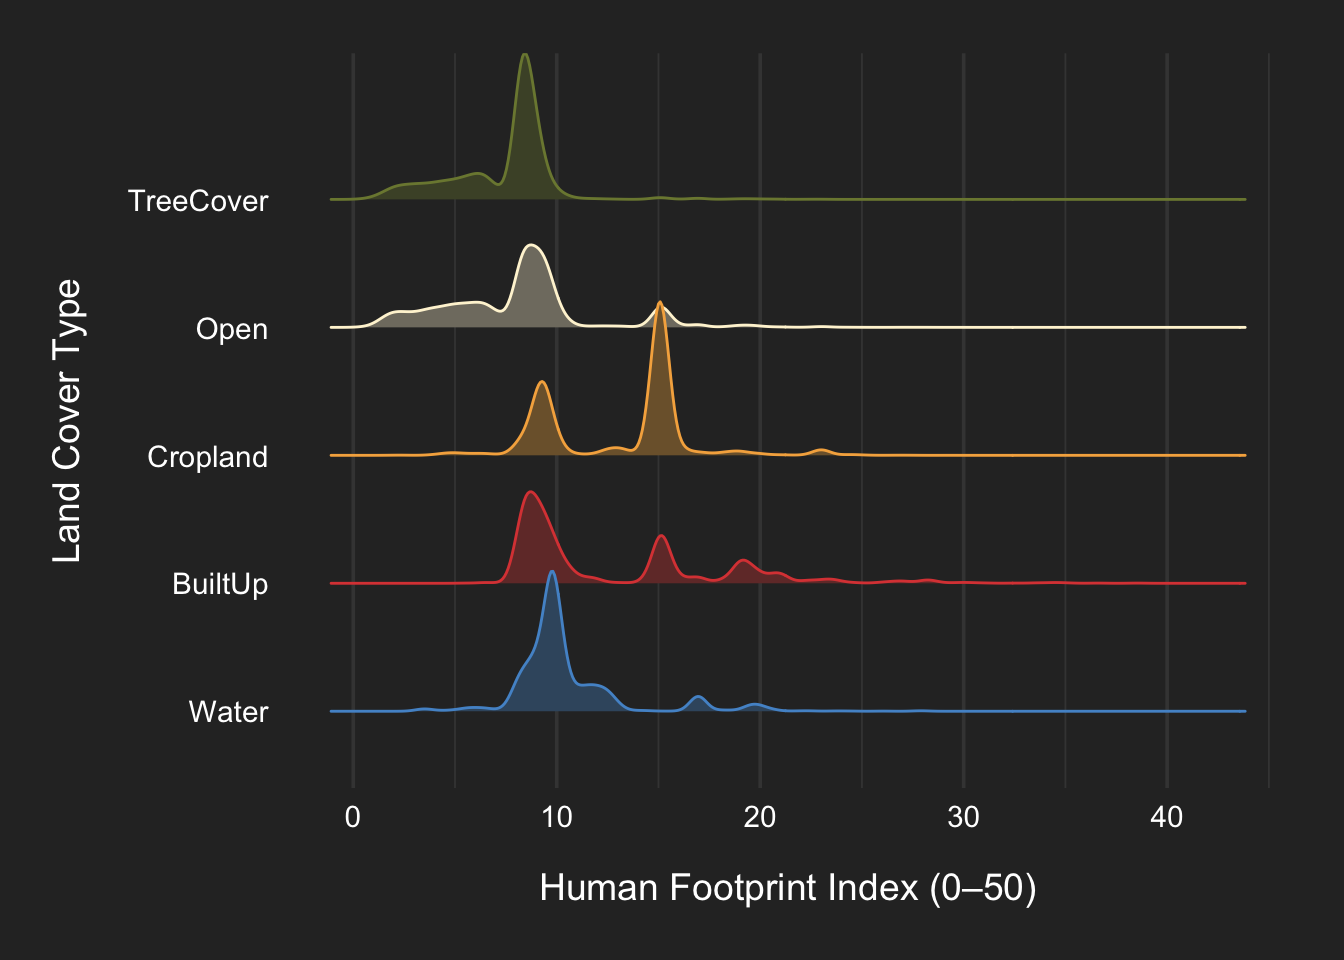 Land Cover Type
TreeCover
Open
Cropland
BuiltUp
Water
0 10 20 30 40
Human Footprint Index (0–50)